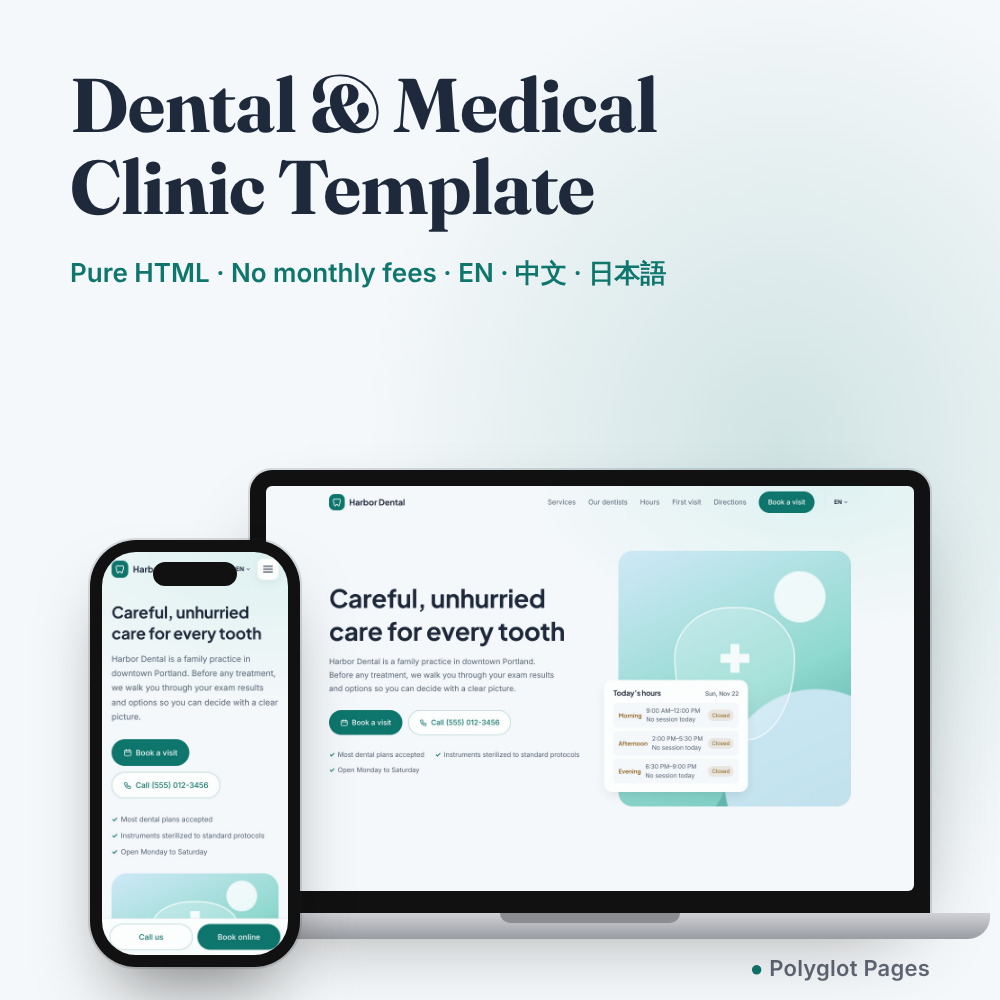 Dental & Medical
Clinic Template
Pure HTML · No monthly fees · EN · 中文 · 日本語
Harbor Dental
Services Our dentists Hours First visit Directions Book a visit EN
Careful, unhurried
care for every tooth
Harbor Dental is a family practice in downtown Portland.
Before any treatment, we walk you through your exam results
and options so you can decide with a clear picture.
Book a visit Call (555) 012-3456
Most dental plans accepted Instruments sterilized to standard protocols
Open Monday to Saturday
Today's hours Sun, Nov 22
Morning 9:00 AM–12:00 PM No session today Closed
Afternoon 2:00 PM–5:30 PM No session today Closed
Evening 6:30 PM–9:00 PM No session today Closed
Harb EN
Careful, unhurried
care for every tooth
Harbor Dental is a family practice in
downtown Portland. Before any treatment,
we walk you through your exam results
and options so you can decide with a clear
picture.
Book a visit
Call (555) 012-3456
Most dental plans accepted
Instruments sterilized to standard protocols
Open Monday to Saturday
Call us Book online
Polyglot Pages